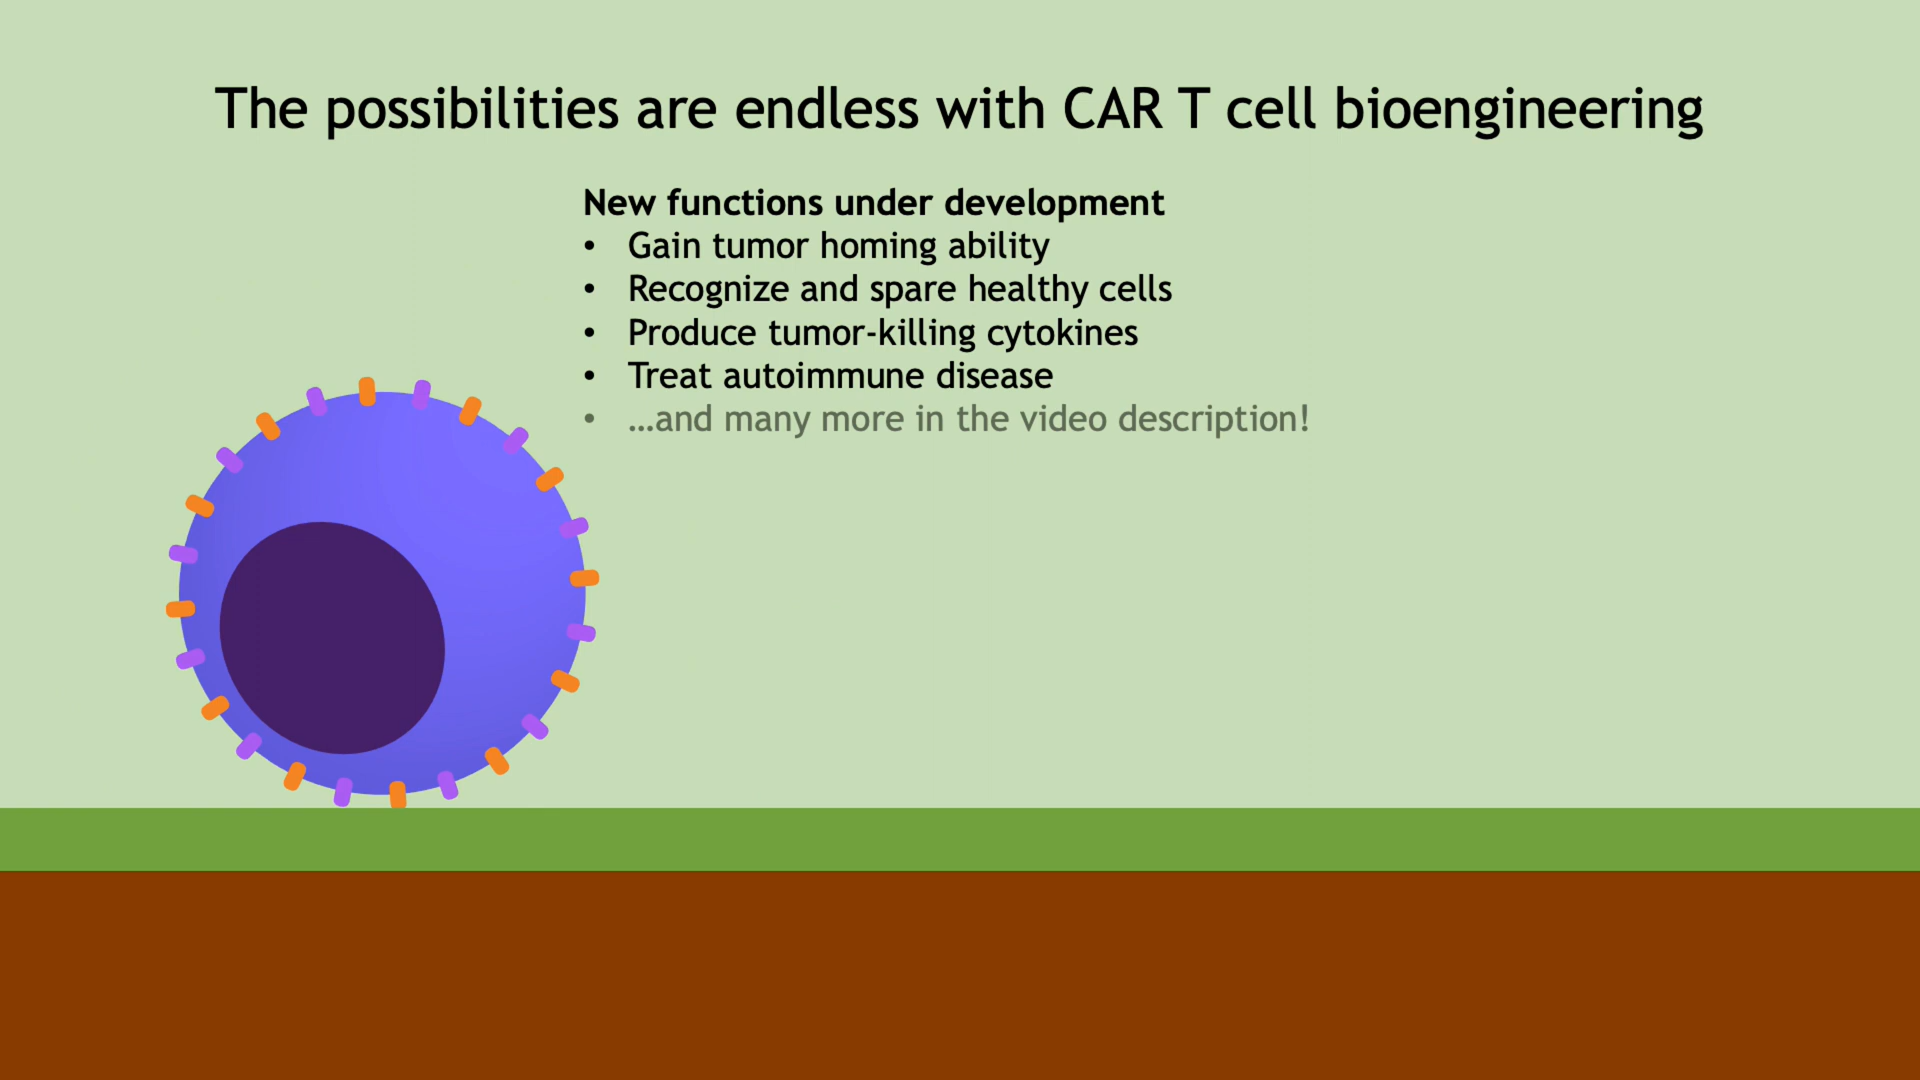 The possibilities are endless with CAR T cell bioengineering
New functions under development
• Gain tumor homing ability
• Recognize and spare healthy cells
• Produce tumor-killing cytokines
• Treat autoimmune disease
• …and many more in the video description!